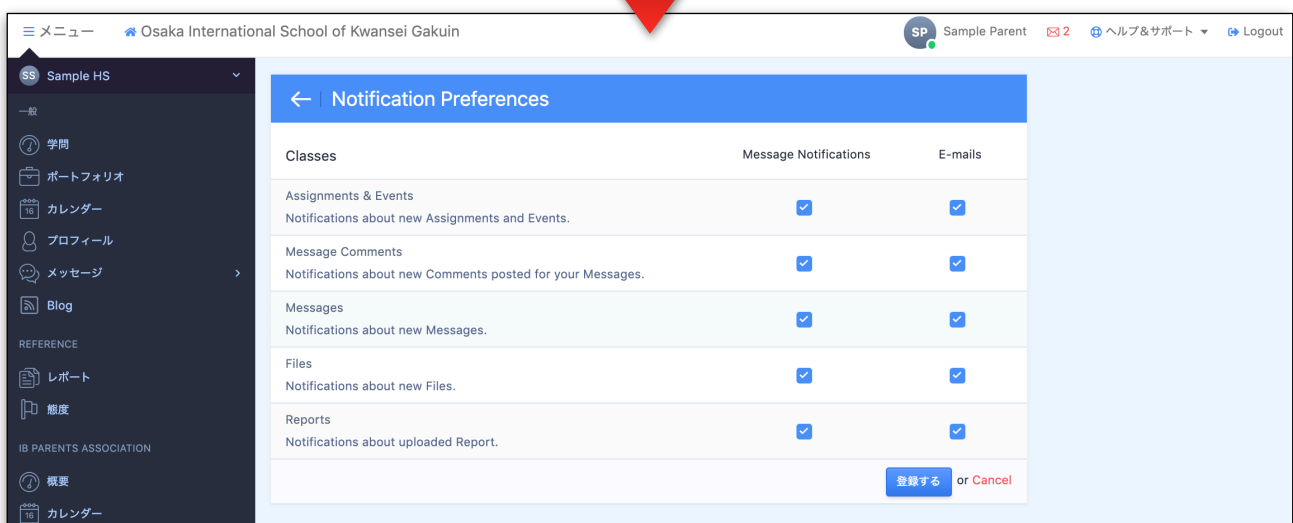 メニュー
Osaka International School of Kwansei Gakuin
SP
Sample Parent
2
ヘルプ&サポート
Logout
SS
Sample HS
一般
学問
ポートフォリオ
16
カレンダー
プロフィール
メッセージ
Blog
REFERENCE
レポート
態度
IB PARENTS ASSOCIATION
概要
16
カレンダー
Notification Preferences
Classes
Message Notifications
E-mails
Assignments & Events
Notifications about new Assignments and Events.
Message Comments
Notifications about new Comments posted for your Messages.
Messages
Notifications about new Messages.
Files
Notifications about new Files.
Reports
Notifications about uploaded Report.
登録する or Cancel